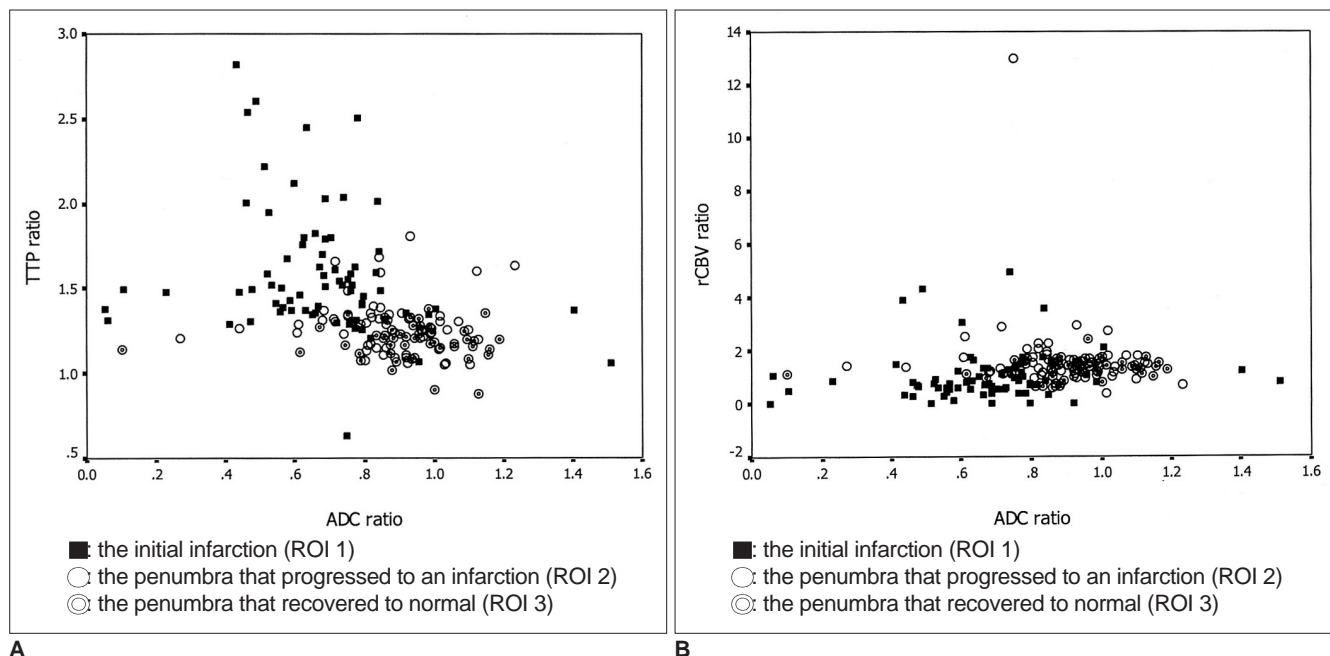 3.0
2.5
2.0
1.5
1.0
.5
TTP ratio
0.0 .2 .4 .6 .8 1.0 1.2 1.4 1.6
ADC ratio
■: the initial infarction (ROI 1)
○: the penumbra that progressed to an infarction (ROI 2)
◎: the penumbra that recovered to normal (ROI 3)
A
14
12
10
8
6
4
2
0
-2
rCBV ratio
0.0 .2 .4 .6 .8 1.0 1.2 1.4 1.6
ADC ratio
■: the initial infarction (ROI 1)
○: the penumbra that progressed to an infarction (ROI 2)
◎: the penumbra that recovered to normal (ROI 3)
B